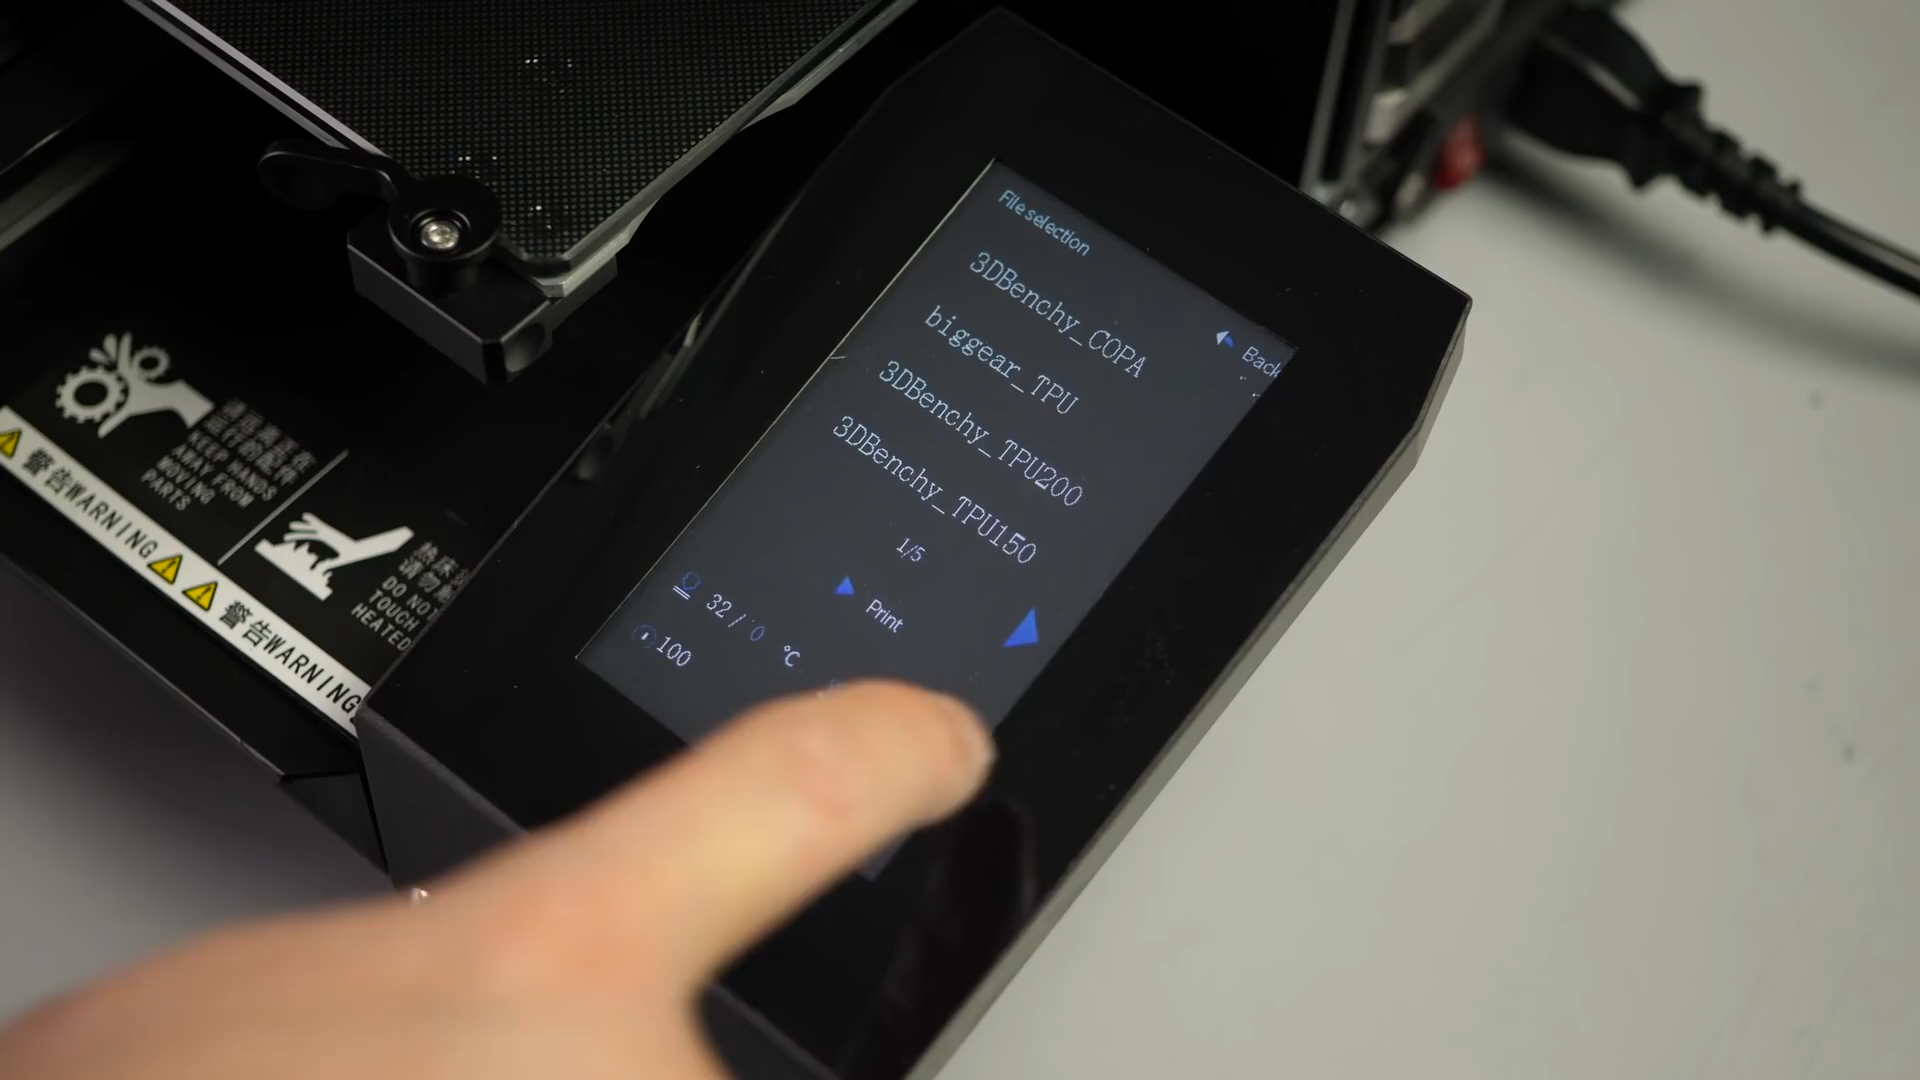 File selection
Back
3DBenchy_COPA
biggear_TPU
3DBenchy_TPU200
3DBenchy_TPU150
1/5
Print
32 / 0 °C
100
KEEP HANDS
AWAY FROM
MOVING
PARTS
DO NOT
TOUCH
HEATED
警告WARNING
警告WARNING